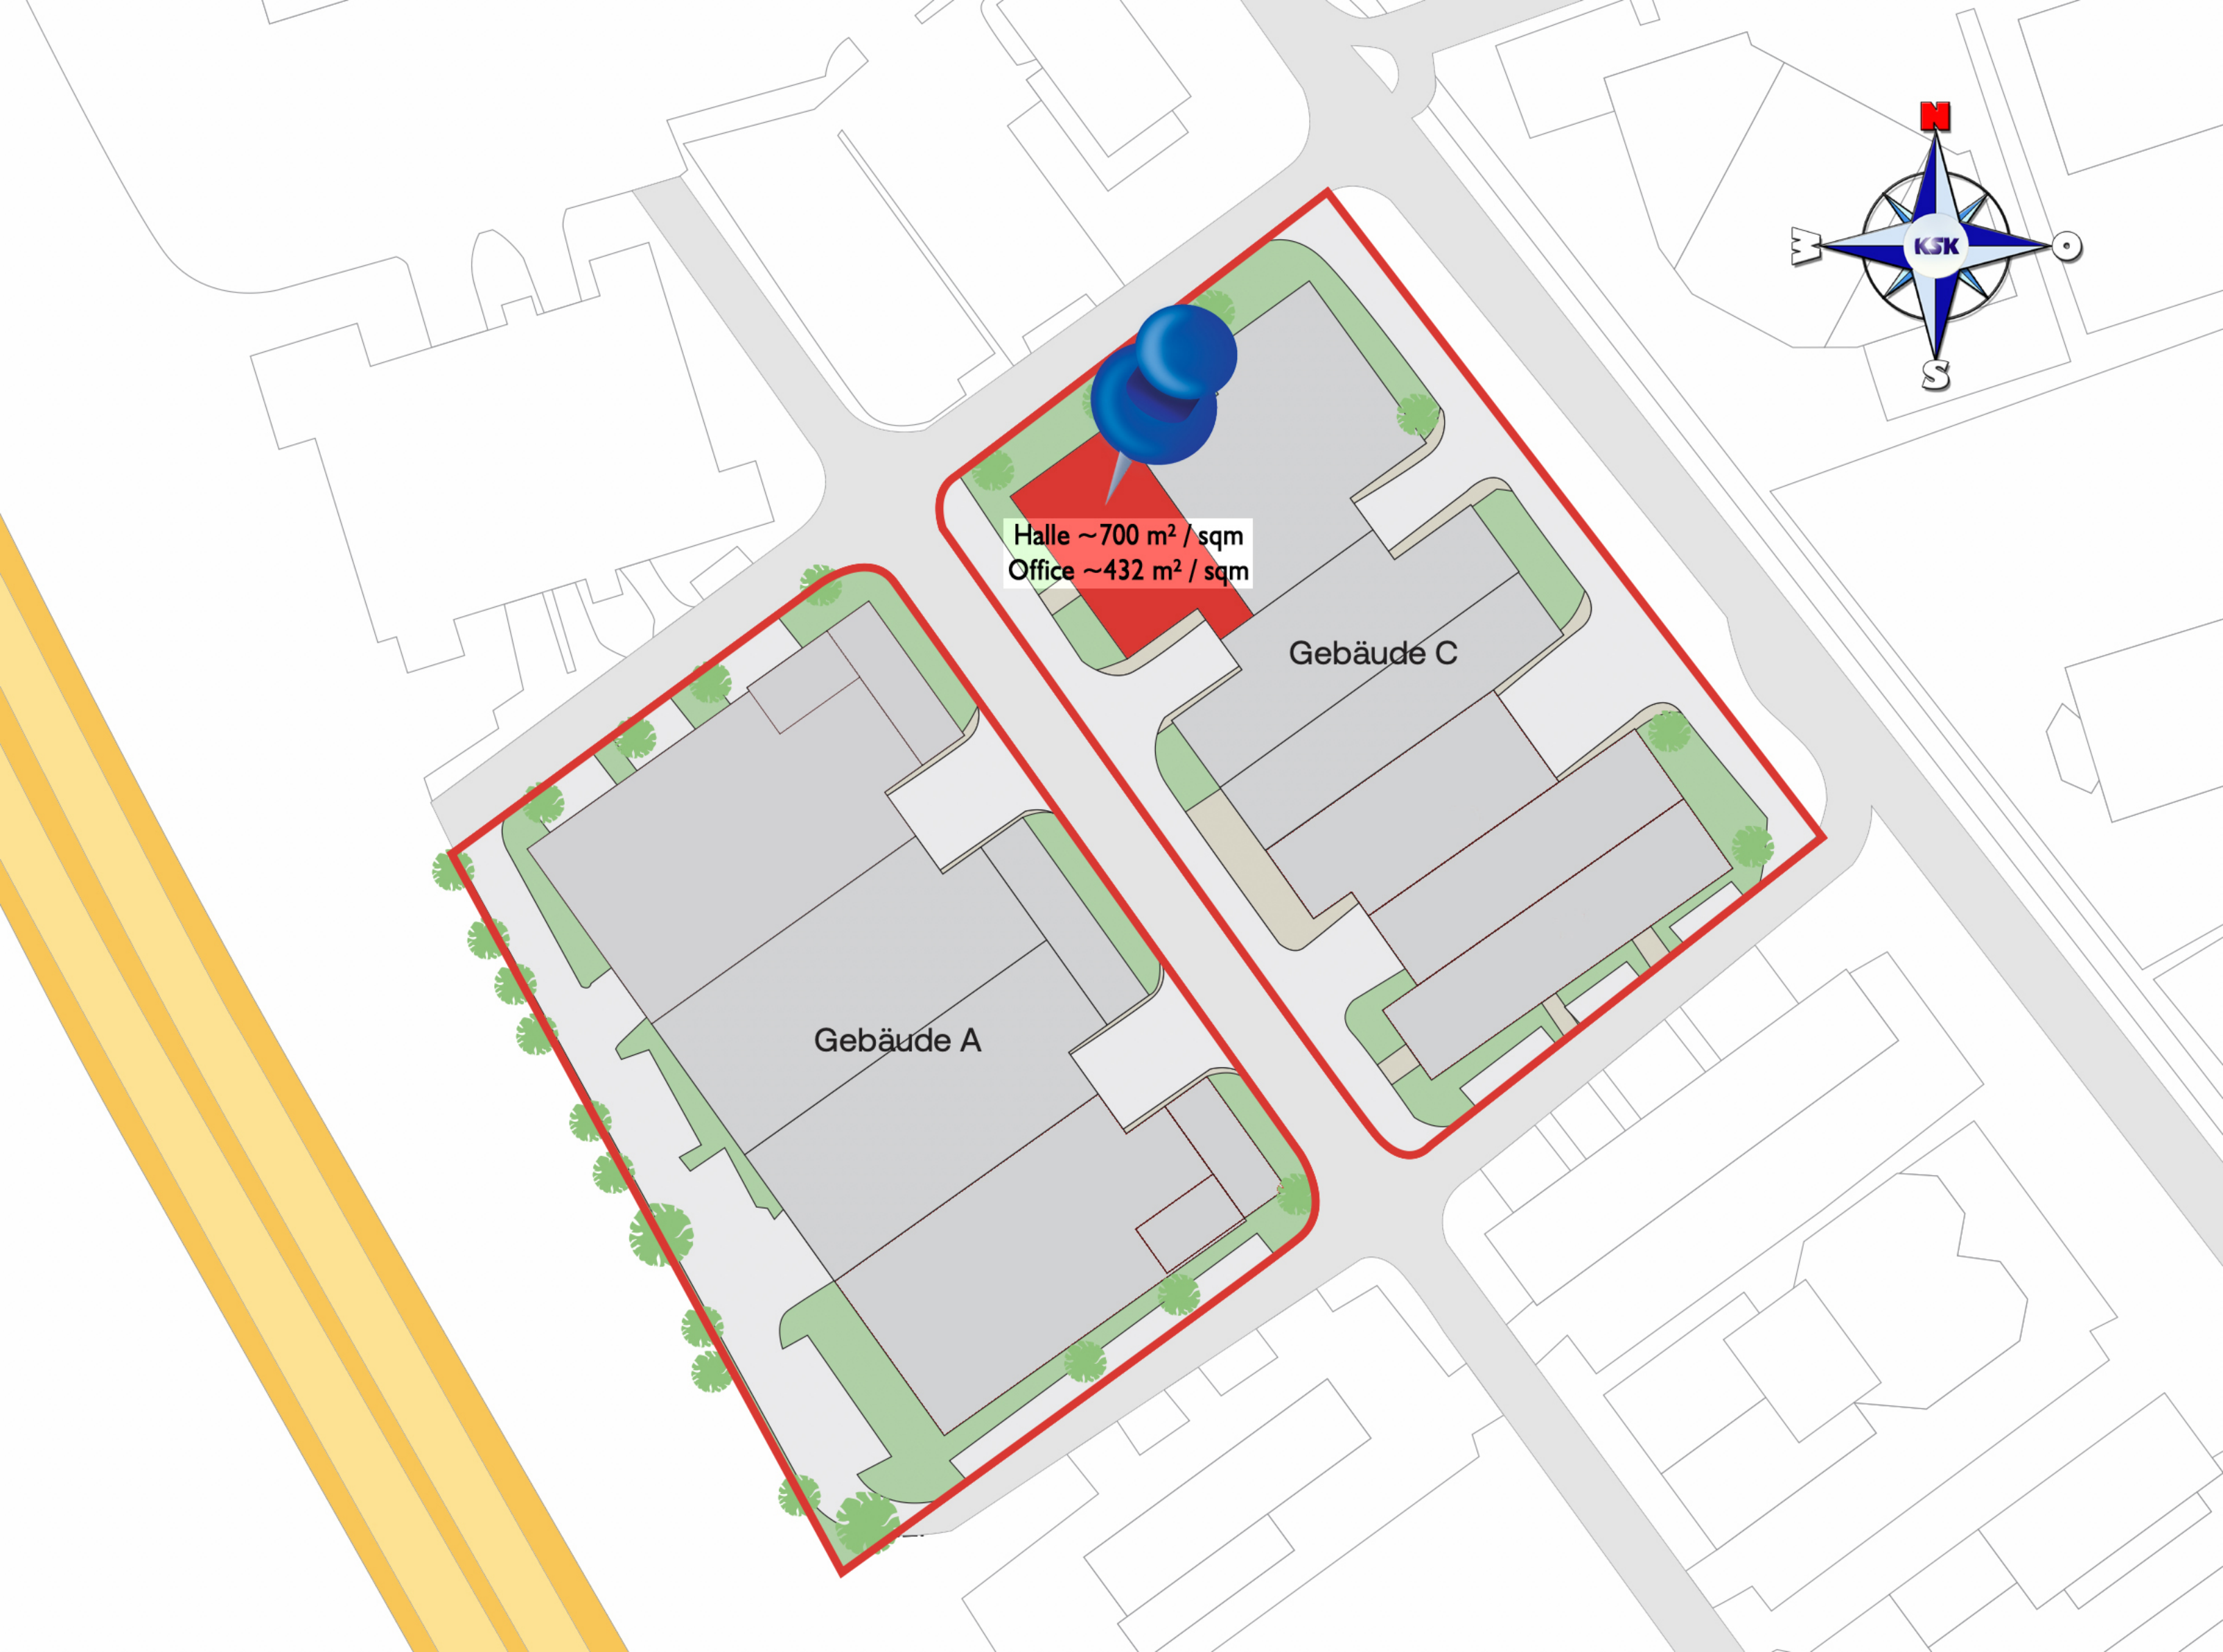 N
W
KSK
O
S
Halle ~700 m² / sqm
Office ~432 m² / sqm
Gebäude C
Gebäude A